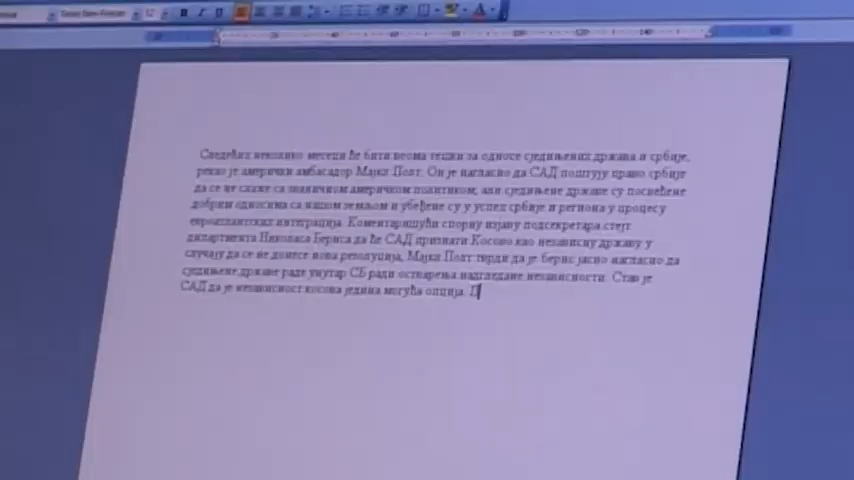 12
Следећих неколико месеци ће бити веома тешки за односе сједињених држава и србије,
рекао је амерички амбасадор Мајкл Полт. Он је нагласио да САД поштују право србије
да се не слаже са званичном америчком политиком, али сједињене државе су посвећене
добрим односима са нашом земљом и убеђене су у успех србије и региона у процесу
евроатлантских интеграција. Коментаришући спорну изјаву подсекретара стејт
департмента Николаса Бернса да ће САД признати Косово као независну државу у
случају да се не донесе нова резолуција, Мајкл Полт тврди да је бернс јасно нагласио да
сједињене државе раде унутар СБ ради остварења надгледане независности. Став је
САД да је независност косова једина могућа опција.